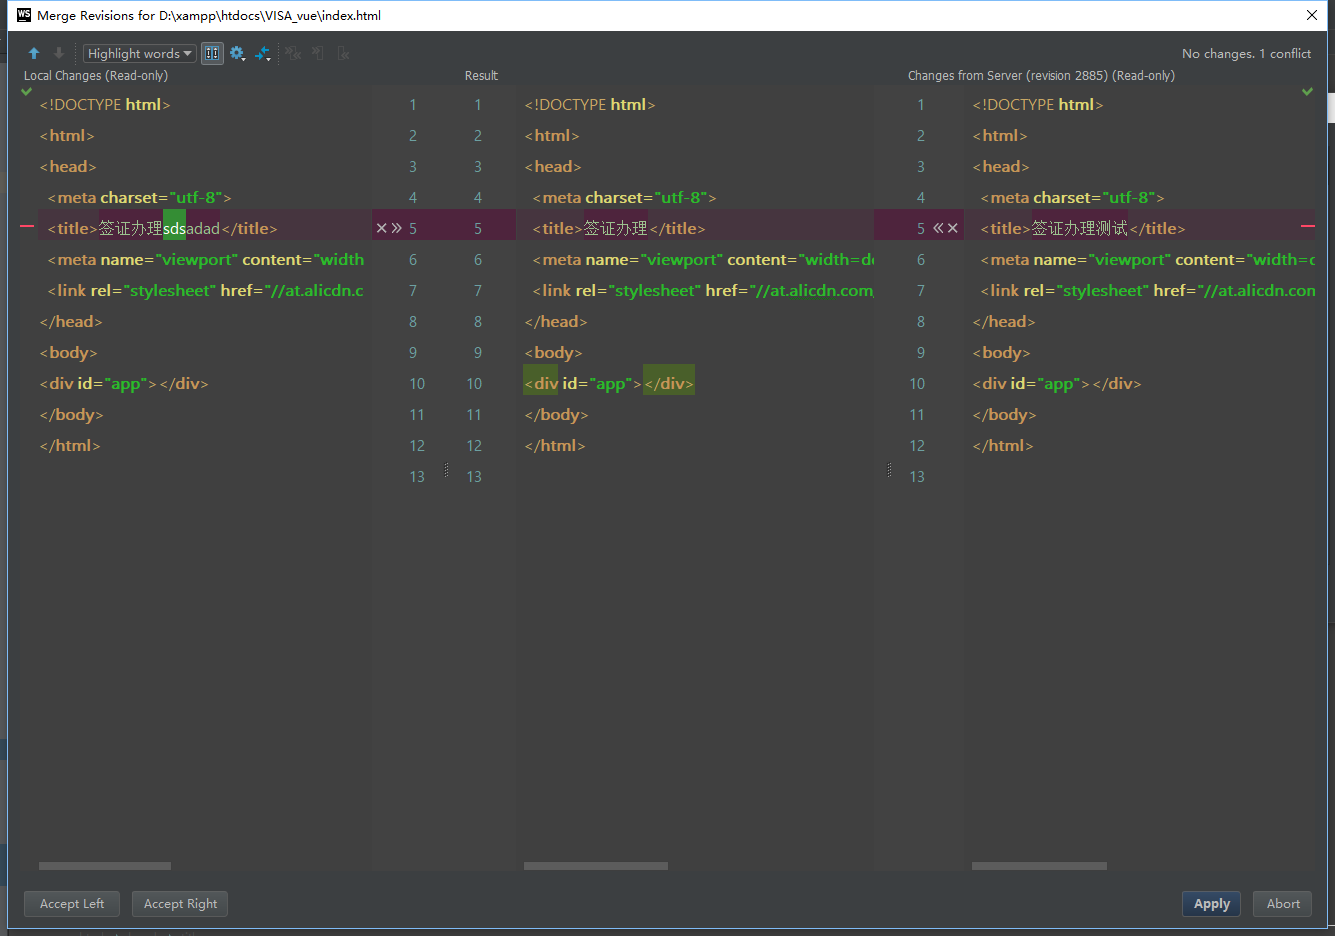 WS Merge Revisions for D:\xampp\htdocs\VISA_vue\index.html
Highlight words
No changes. 1 conflict
Local Changes (Read-only)
Result
Changes from Server (revision 2885) (Read-only)
<!DOCTYPE html> 1 1 <!DOCTYPE html> 1 <!DOCTYPE html>
<html> 2 2 <html> 2 <html>
<head> 3 3 <head> 3 <head>
<meta charset="utf-8"> 4 4 <meta charset="utf-8"> 4 <meta charset="utf-8">
<title>签证办理sdsadad</title> 5 5 <title>签证办理</title> 5 <title>签证办理测试</title>
<meta name="viewport" content="width 6 6 <meta name="viewport" content="width=de 6 <meta name="viewport" content="width=d
<link rel="stylesheet" href="//at.alicdn.c 7 7 <link rel="stylesheet" href="//at.alicdn.com/ 7 <link rel="stylesheet" href="//at.alicdn.com
</head> 8 8 </head> 8 </head>
<body> 9 9 <body> 9 <body>
<div id="app"></div> 10 10 <div id="app"></div> 10 <div id="app"></div>
</body> 11 11 </body> 11 </body>
</html> 12 12 </html> 12 </html>
13 13 13
Accept Left Accept Right Apply Abort